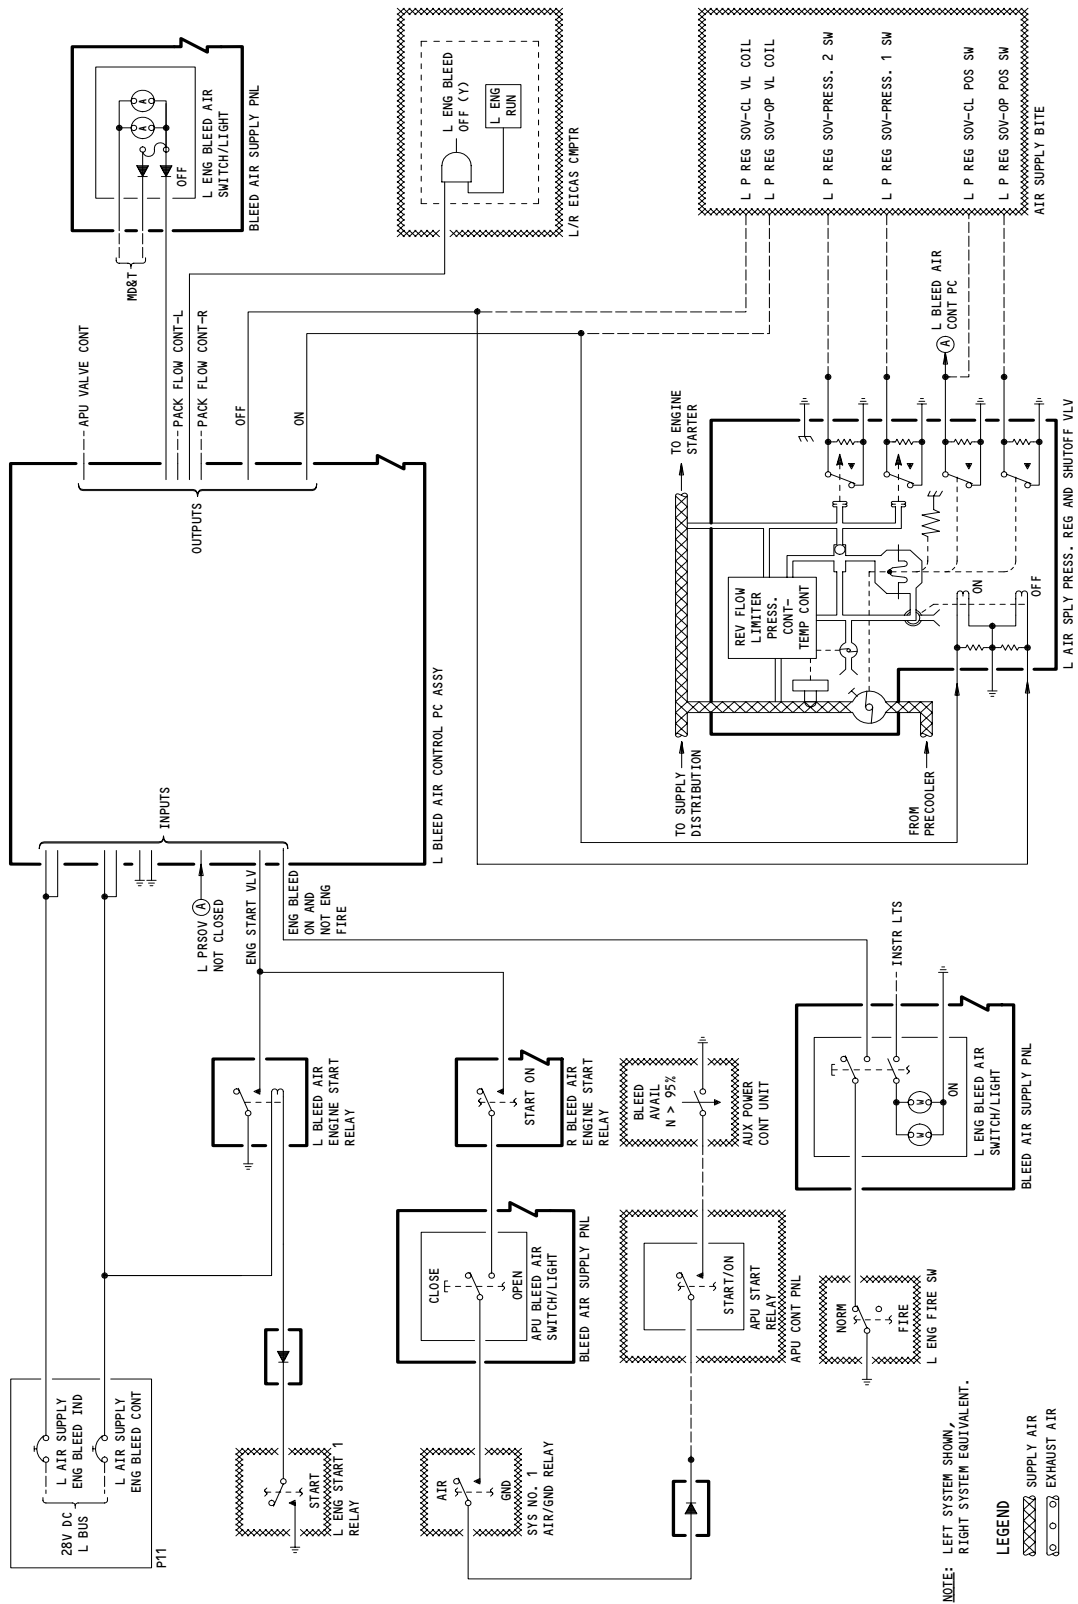 28V DC
L BUS
L AIR SUPPLY
ENG BLEED IND
L AIR SUPPLY
ENG BLEED CONT
P11
START
L ENG START 1
RELAY
AIR
GND
SYS NO. 1
AIR/GND RELAY
CLOSE
OPEN
APU BLEED AIR
SWITCH/LIGHT
BLEED AIR SUPPLY PNL
START/ON
APU START
RELAY
APU CONT PNL
NORM
FIRE
L ENG FIRE SW
L BLEED AIR
ENGINE START
RELAY
START ON
R BLEED AIR
ENGINE START
RELAY
BLEED
AVAIL
N > 95%
AUX POWER
CONT UNIT
W
W
ON
L ENG BLEED AIR
SWITCH/LIGHT
BLEED AIR SUPPLY PNL
INSTR LTS
L PRSOV A
NOT CLOSED
ENG START VLV
ENG BLEED
ON AND
NOT ENG
FIRE
INPUTS
OUTPUTS
L BLEED AIR CONTROL PC ASSY
APU VALVE CONT
PACK FLOW CONT-L
PACK FLOW CONT-R
OFF
ON
MD&T
A
A
OFF
L ENG BLEED AIR
SWITCH/LIGHT
BLEED AIR SUPPLY PNL
L ENG BLEED
OFF (Y)
L ENG
RUN
L/R EICAS CMPTR
L P REG SOV-CL VL COIL
L P REG SOV-OP VL COIL
L P REG SOV-PRESS. 2 SW
L P REG SOV-PRESS. 1 SW
L P REG SOV-CL POS SW
L P REG SOV-OP POS SW
AIR SUPPLY BITE
A L BLEED AIR
CONT PC
TO ENGINE
STARTER
TO SUPPLY
DISTRIBUTION
FROM
PRECOOLER
REV FLOW
LIMITER
PRESS.
CONT-
TEMP CONT
ON
OFF
L AIR SPLY PRESS. REG AND SHUTOFF VLV
NOTE: LEFT SYSTEM SHOWN,
RIGHT SYSTEM EQUIVALENT.
LEGEND
SUPPLY AIR
EXHAUST AIR